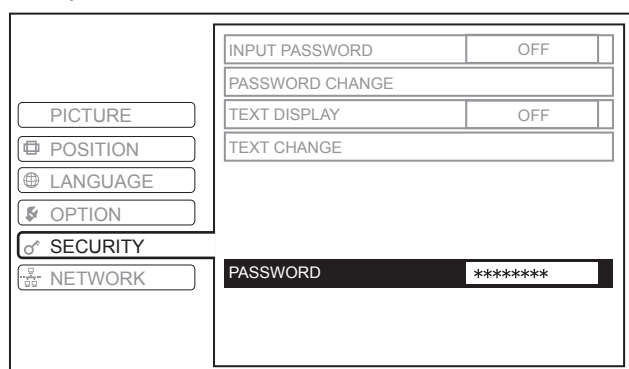 INPUT PASSWORD OFF
PASSWORD CHANGE
TEXT DISPLAY OFF
TEXT CHANGE
PICTURE
POSITION
LANGUAGE
OPTION
SECURITY
NETWORK
PASSWORD ********